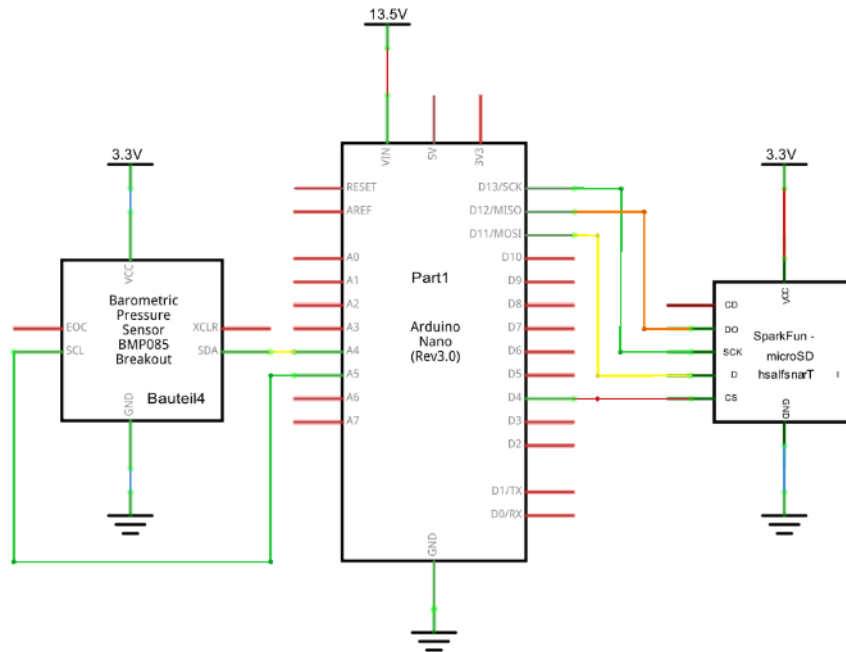 13.5V
3.3V
3.3V
VIN
5V
3V3
RESET
AREF
A0
A1
A2
A3
A4
A5
A6
A7
D13/SCK
D12/MISO
D11/MOSI
D10
D9
D8
D7
D6
D5
D4
D3
D2
D1/TX
D0/RX
GND
Part1
Arduino
Nano
(Rev3.0)
VCC
Barometric
Pressure
Sensor
BMP085
Breakout
EOC
SCL
XCLR
SDA
GND
Bauteil4
VCC
CD
DO
SCK
D
CS
GND
SparkFun -
microSD
hsalfsnarT
I